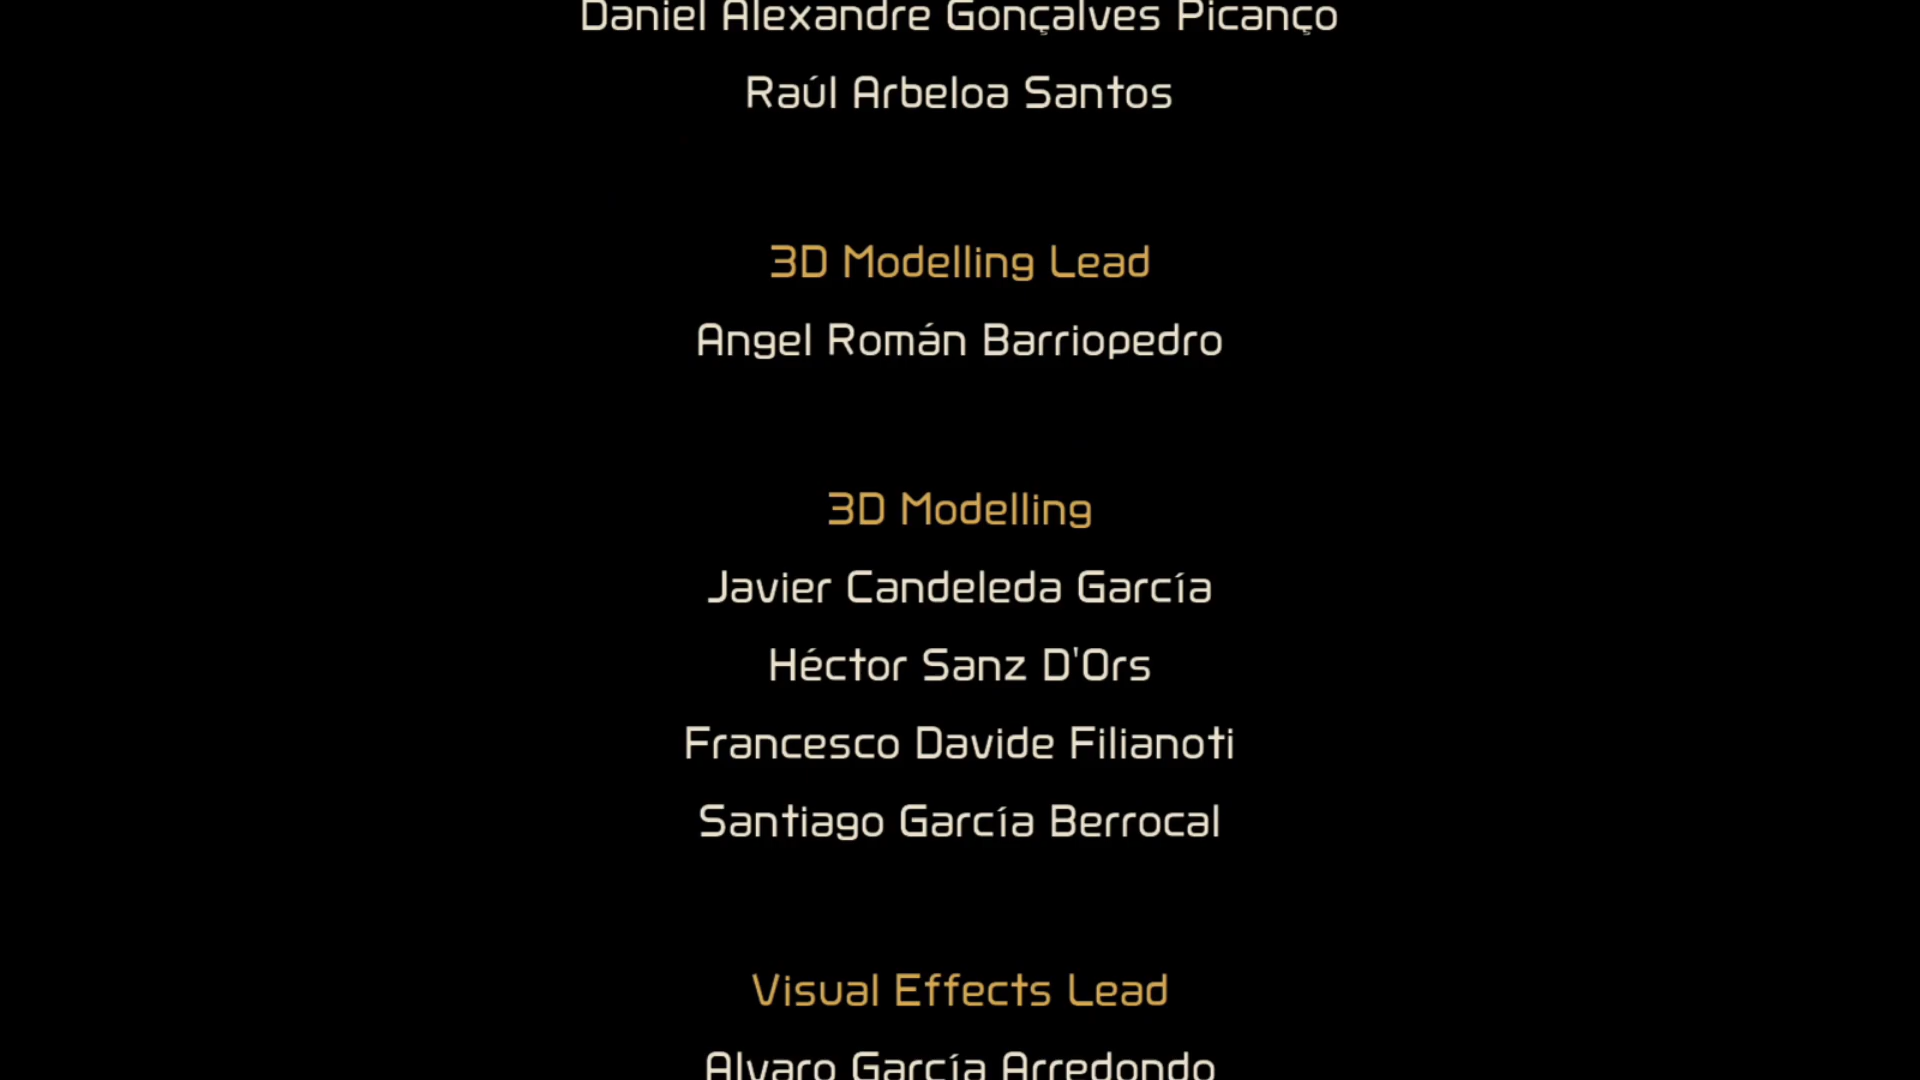 Daniel Alexandre Gonçalves Picanço
Raúl Arbeloa Santos
3D Modelling Lead
Angel Román Barriopedro
3D Modelling
Javier Candeleda García
Héctor Sanz D'Ors
Francesco Davide Filianoti
Santiago García Berrocal
Visual Effects Lead
Alvaro García Arredondo